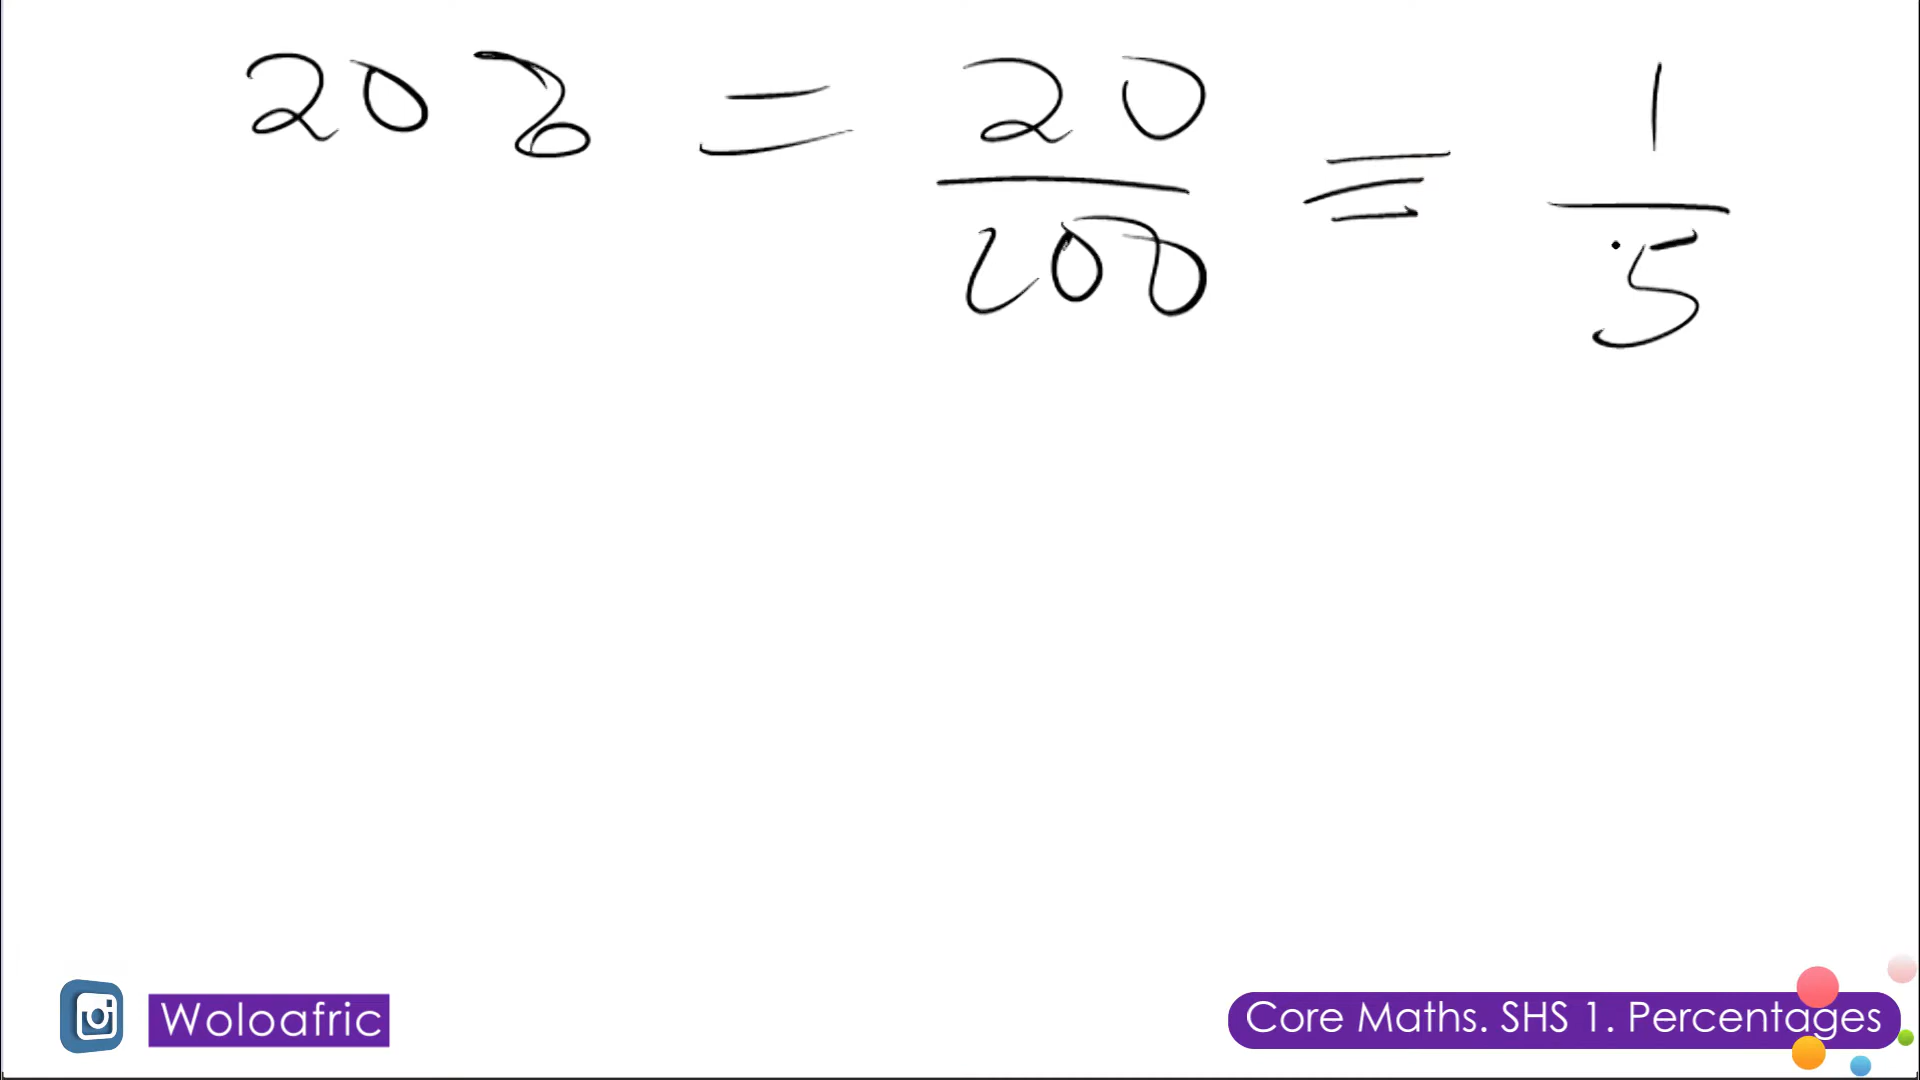 20% = 20/100 ≡ 1/5
Woloafric
Core Maths. SHS 1. Percentages